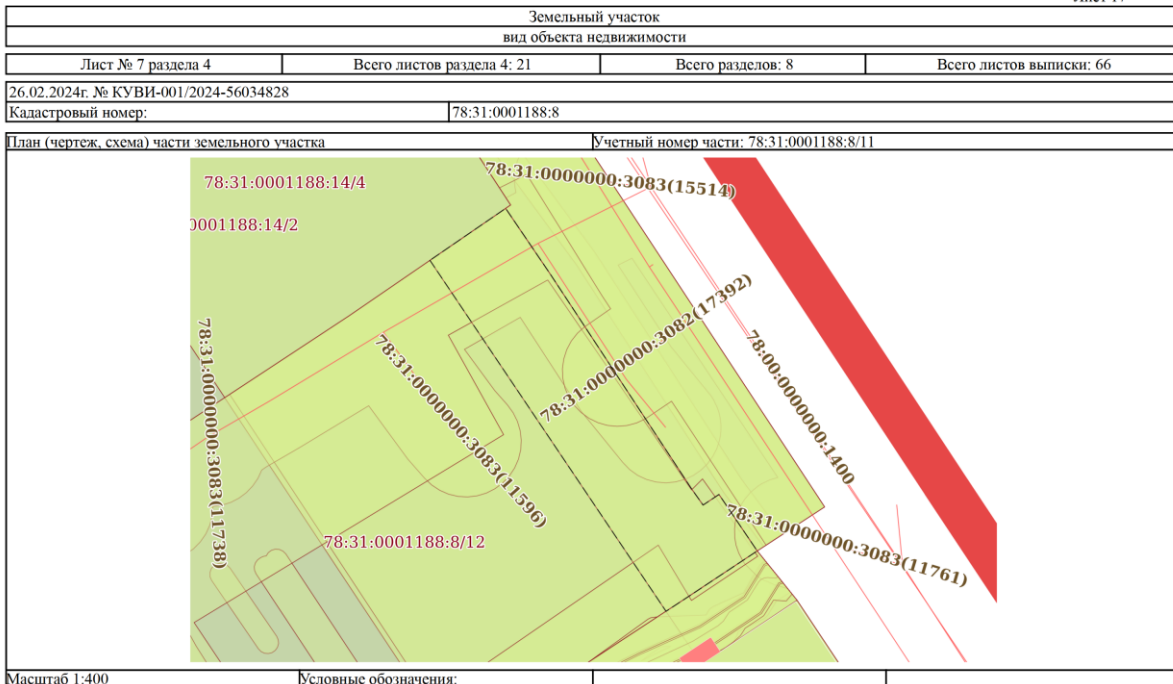 Земельный участок
вид объекта недвижимости
Лист № 7 раздела 4 Всего листов раздела 4: 21 Всего разделов: 8 Всего листов выписки: 66
26.02.2024г. № КУВИ-001/2024-56034828
Кадастровый номер: 78:31:0001188:8
План (чертеж, схема) части земельного участка Учетный номер части: 78:31:0001188:8/11
78:31:0001188:14/4
78:31:0000000:3083(15514)
0001188:14/2
78:31:0000000:3082(17392)
78:31:0000000:3083(11738)
78:31:0000000:3083(11596)
78:00:0000000:1400
78:31:0001188:8/12
78:31:0000000:3083(11761)
Масштаб 1:400 Условные обозначения: